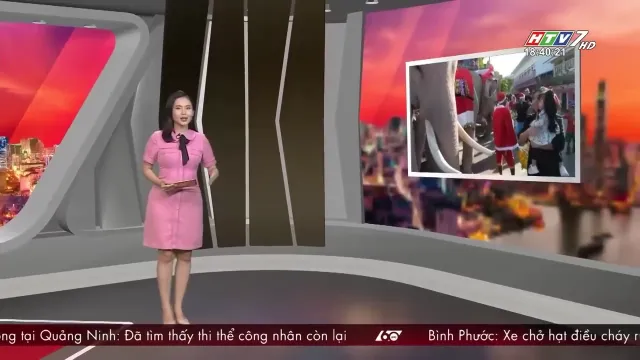 HTV7 HD
18:40:21
ong tại Quảng Ninh: Đã tìm thấy thi thể công nhân còn lại
Bình Phước: Xe chở hạt điều cháy